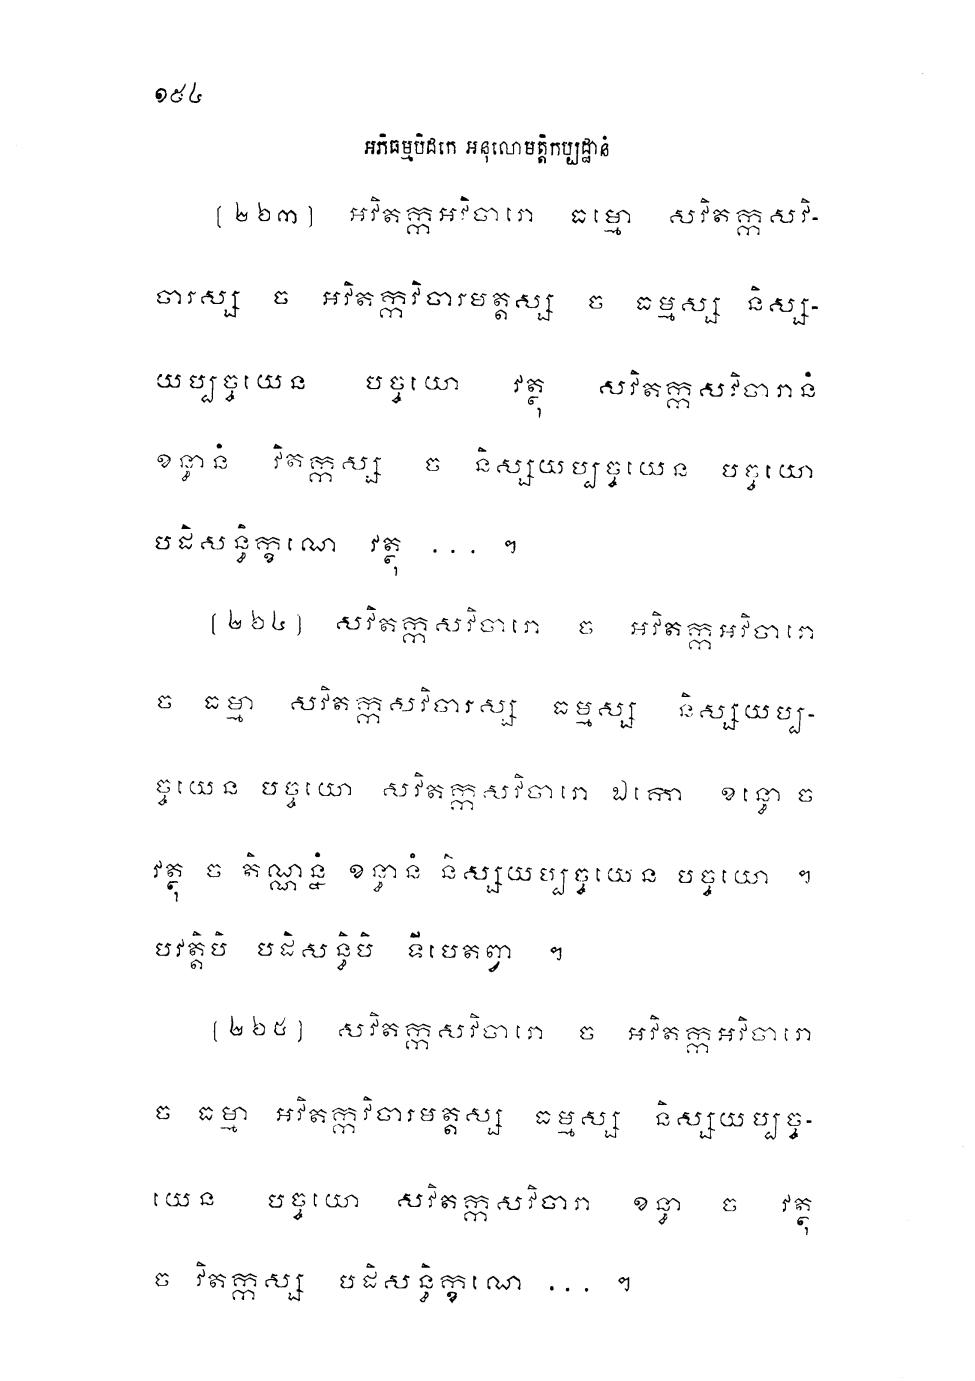 ១៥៤
អភិធម្មបិដកេ អនុលោមត្តិកប្បដ្ឋានំ
(២២៣) អវិតក្កអវិចារោ ធម្មោ សវិតក្កសវិ-
ចារស្ស ច អវិតក្កវិចារមត្តស្ស ច ធម្មស្ស និស្ស-
យប្បច្ចយេន បច្ចយោ វត្ថុ សវិតក្កសវិចារានំ
ខន្ធានំ វិតក្កស្ស ច និស្សយប្បច្ចយេន បច្ចយោ
បដិសន្ធិក្ខណេ វត្ថុ ... ។
(២២៤) សវិតក្កសវិចារោ ច អវិតក្កអវិចារោ
ច ធម្មា សវិតក្កសវិចារស្ស ធម្មស្ស និស្សយប្ប-
ច្ចយេន បច្ចយោ សវិតក្កសវិចារោ ឯកោ ខន្ធោ ច
វត្ថុ ច តិណ្ណន្នំ ខន្ធានំ និស្សយប្បច្ចយេន បច្ចយោ ។
បវត្តិបិ បដិសន្ធិបិ ទីបេតព្វា ។
(២២៥) សវិតក្កសវិចារោ ច អវិតក្កអវិចារោ
ច ធម្មា អវិតក្កវិចារមត្តស្ស ធម្មស្ស និស្សយប្បច្ច-
យេន បច្ចយោ សវិតក្កសវិចារា ខន្ធា ច វត្ថុ
ច វិតក្កស្ស បដិសន្ធិក្ខណេ ... ។